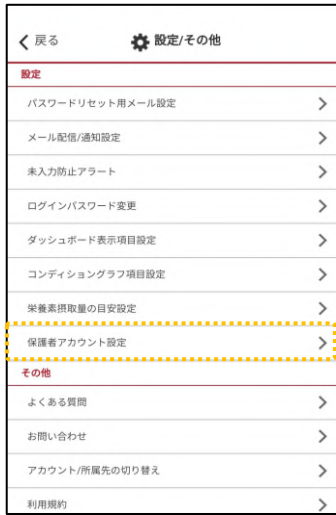 戻る 設定/その他
設定
パスワードリセット用メール設定
メール配信/通知設定
未入力防止アラート
ログインパスワード変更
ダッシュボード表示項目設定
コンディショングラフ項目設定
栄養素摂取量の目安設定
保護者アカウント設定
その他
よくある質問
お問い合わせ
アカウント/所属先の切り替え
利用規約